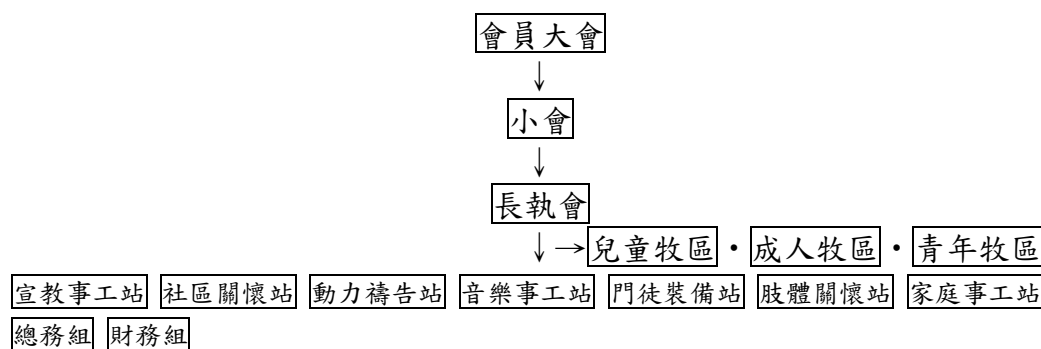 會員大會
↓
小會
↓
長執會
↓ →兒童牧區・成人牧區・青年牧區
宣教事工站 社區關懷站 動力禱告站 音樂事工站 門徒裝備站 肢體關懷站 家庭事工站
總務組 財務組